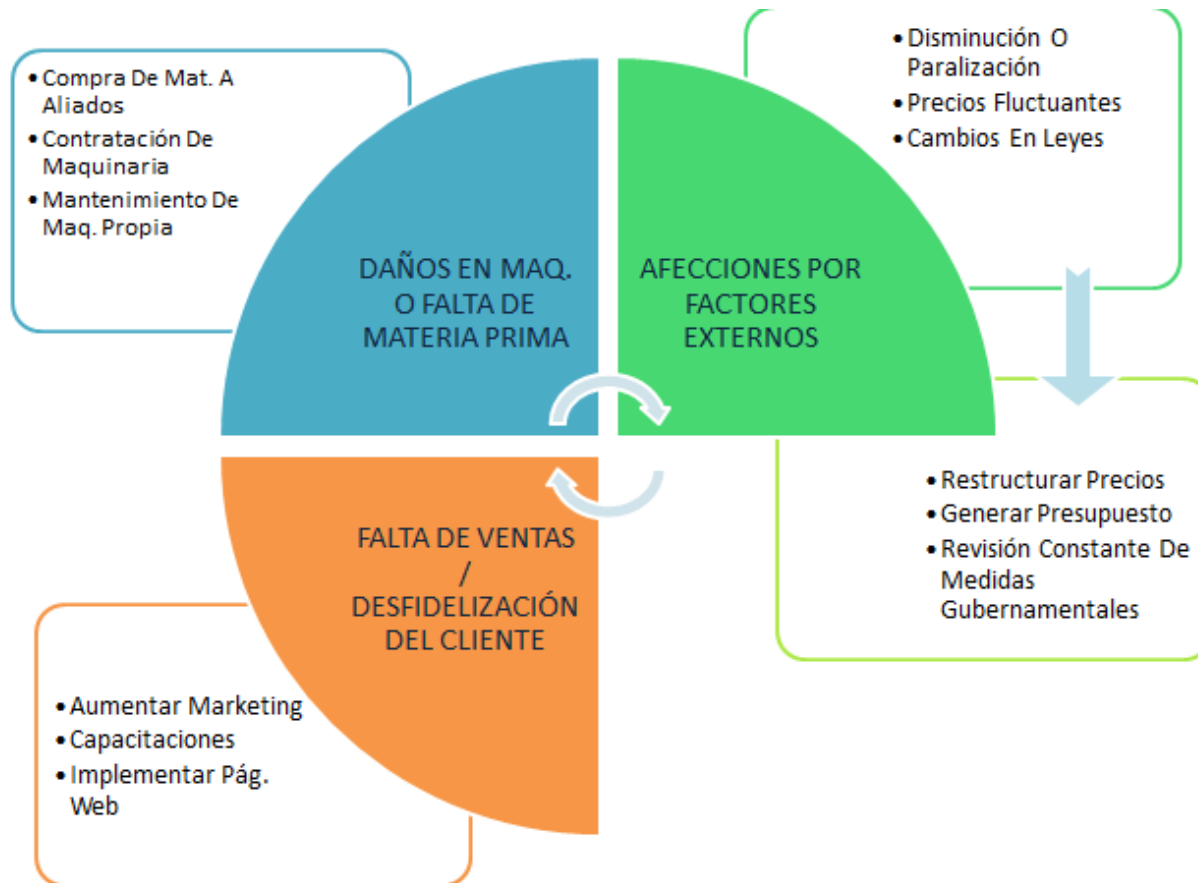 • Compra De Mat. A
Aliados
• Contratación De
Maquinaria
• Mantenimiento De
Maq. Propia
• Disminución O
Paralización
• Precios Fluctuantes
• Cambios En Leyes
DAÑOS EN MAQ.
O FALTA DE
MATERIA PRIMA
AFECCIONES POR
FACTORES
EXTERNOS
• Restructurar Precios
• Generar Presupuesto
• Revisión Constante De
Medidas
Gubernamentales
FALTA DE VENTAS
/
DESFIDELIZACIÓN
DEL CLIENTE
• Aumentar Marketing
• Capacitaciones
• Implementar Pág.
Web